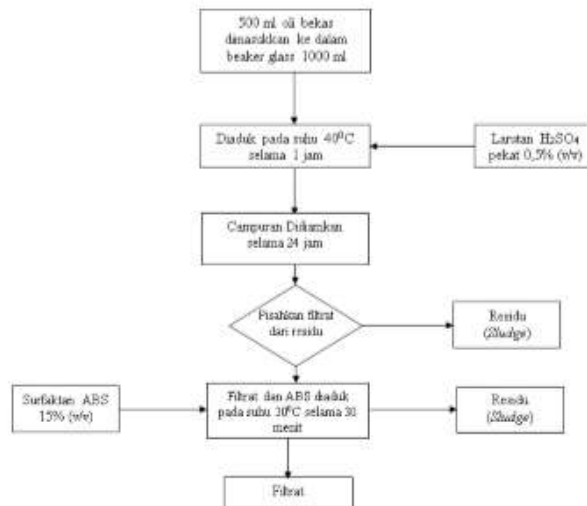 500 ml oli bekas
dimasukkan ke dalam
beaker glass 1000 ml
Diaduk pada suhu 40⁰C
selama 1 jam
Larutan H₂SO₄
pekat 0,5% (v/v)
Campuran Didiamkan
selama 24 jam
Pisahkan filtrat
dari residu
Residu
(Sludge)
Surfaktan ABS
15% (v/v)
Filtrat dan ABS diaduk
pada suhu 30⁰C selama 30
menit
Residu
(Sludge)
Filtrat